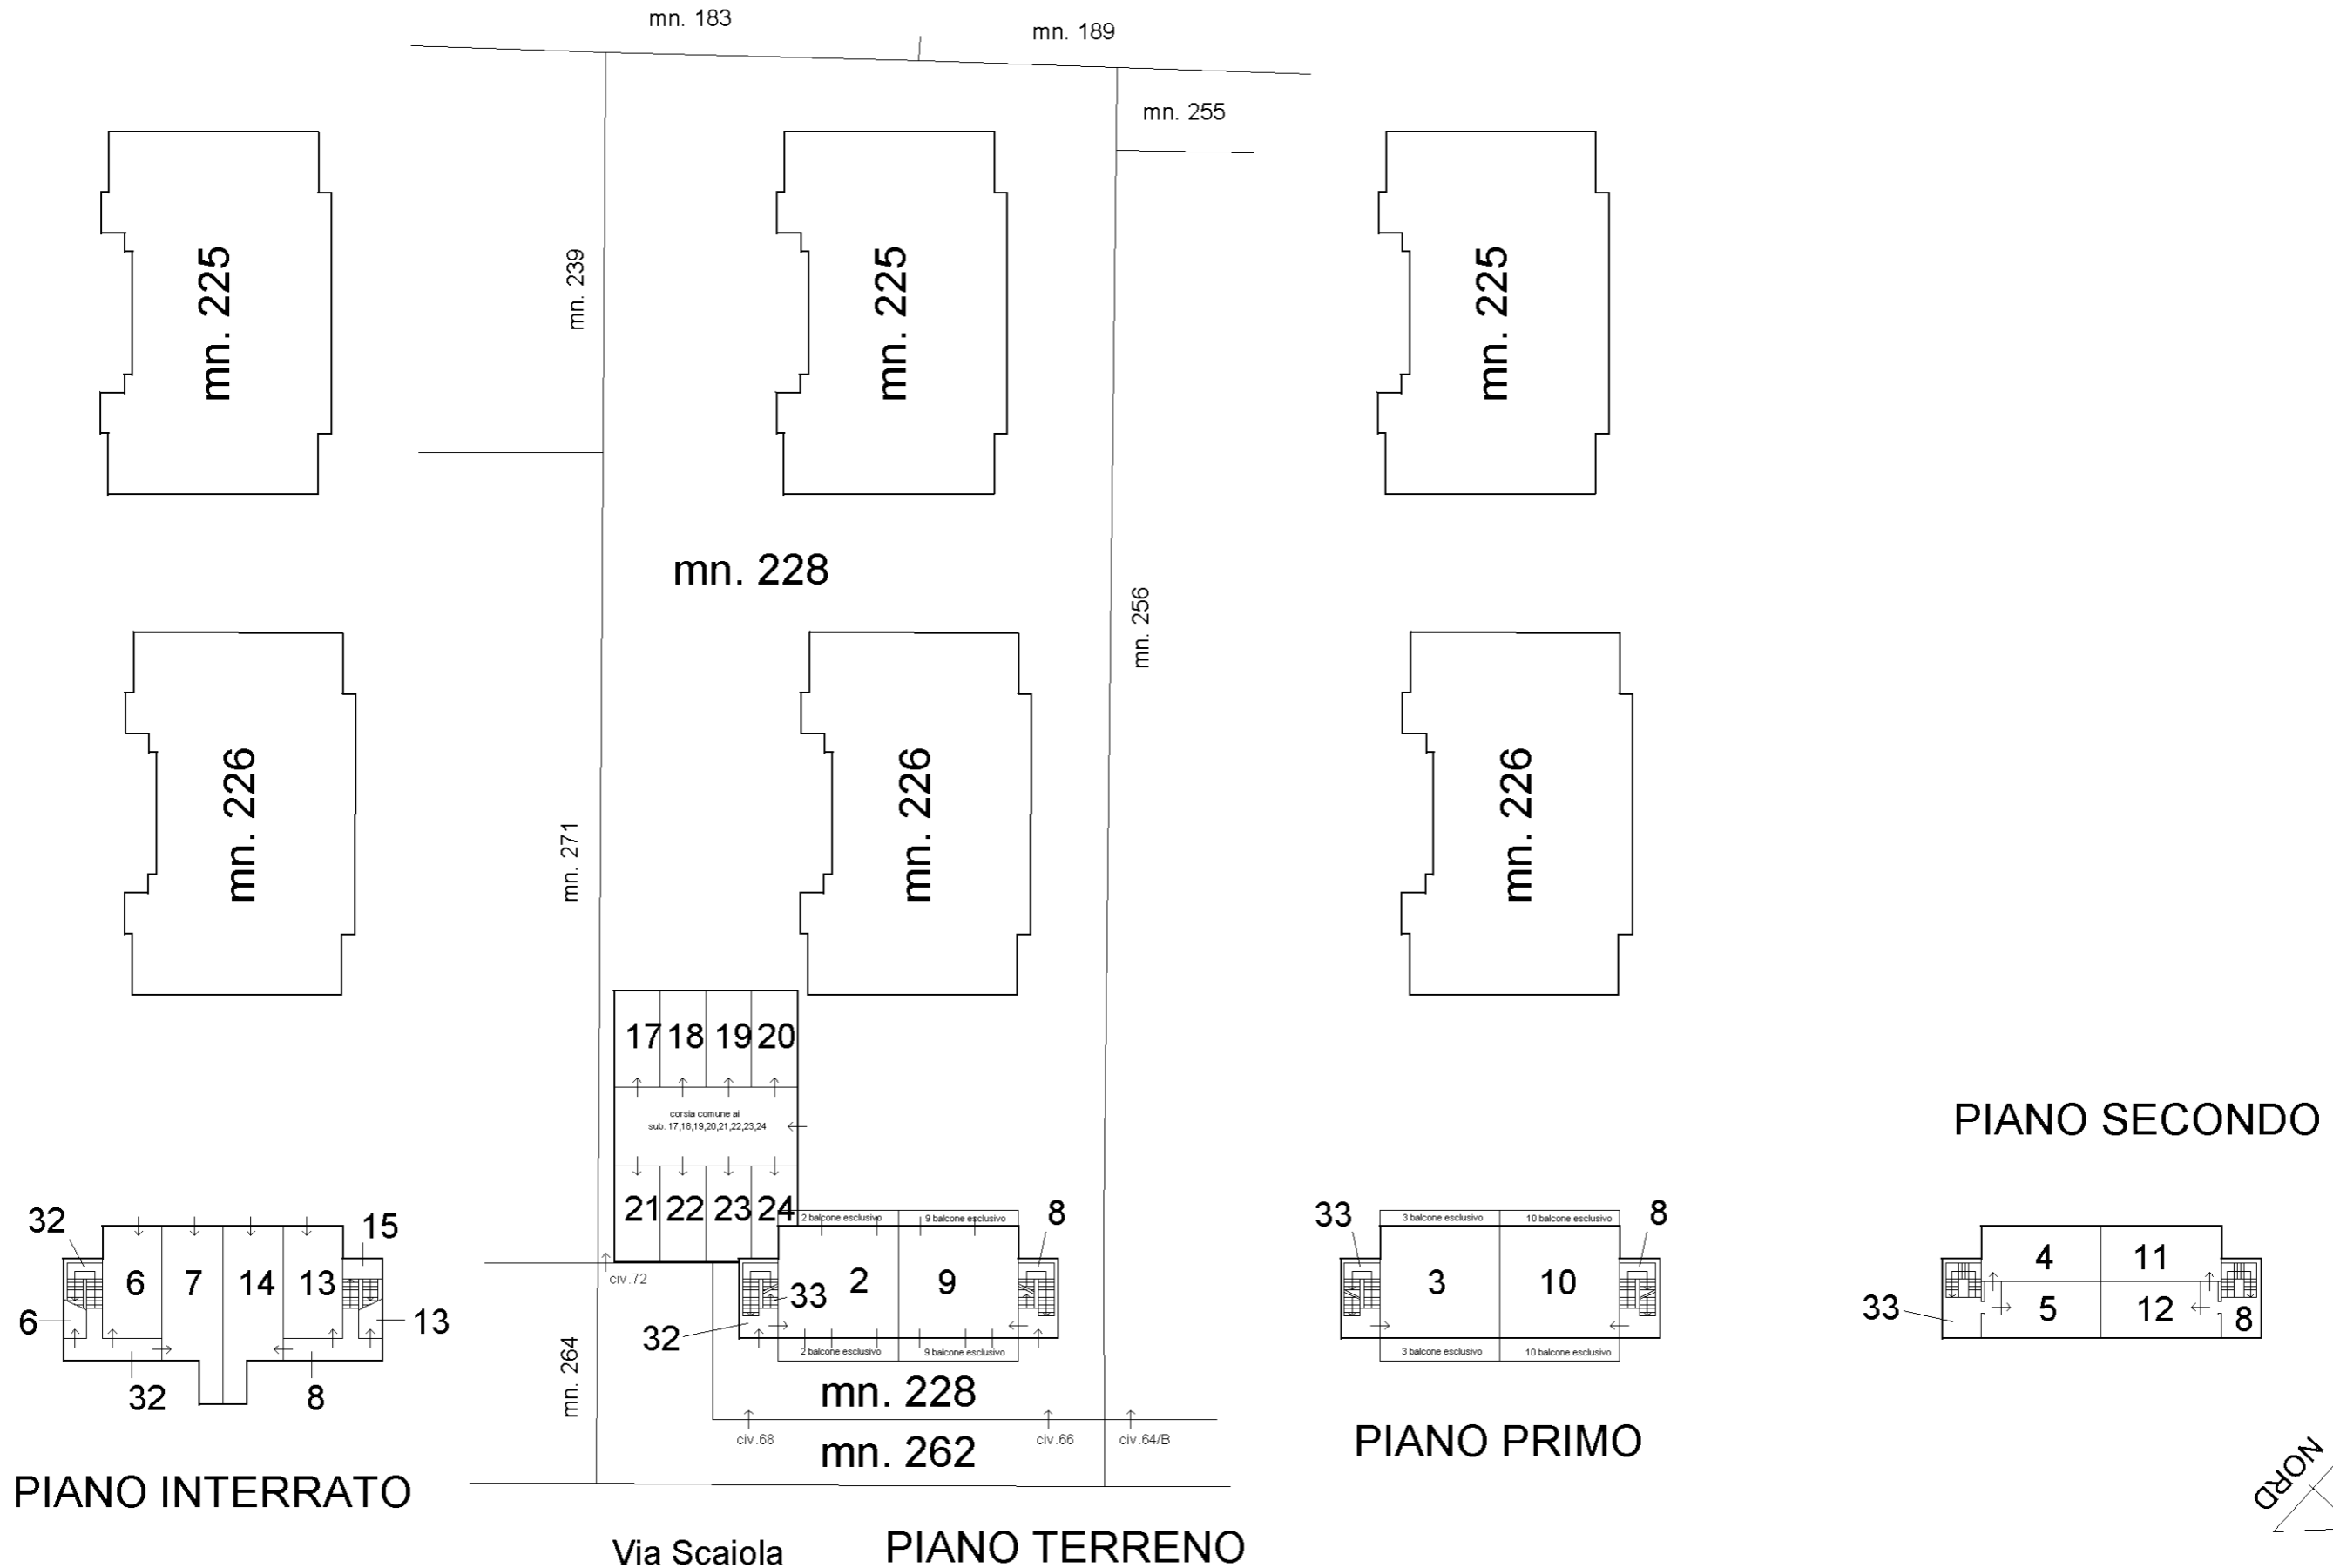 mn. 183
mn. 189
mn. 255
mn. 225
mn. 239
mn. 225
mn. 225
mn. 228
mn. 256
mn. 226
mn. 271
mn. 226
mn. 226
17 18 19 20
corsia comune ai
sub. 17,18,19,20,21,22,23,24
21 22 23 24
civ.72
mn. 264
PIANO SECONDO
32
15
6 7 14 13
6
13
32
8
PIANO INTERRATO
2 balcone esclusivo
9 balcone esclusivo
8
2
9
33
32
2 balcone esclusivo
9 balcone esclusivo
mn. 228
civ.68
civ.66
civ.64/B
mn. 262
Via Scaiola
PIANO TERRENO
33
3 balcone esclusivo
10 balcone esclusivo
8
3
10
3 balcone esclusivo
10 balcone esclusivo
PIANO PRIMO
4
11
33
5
12
8
NORD